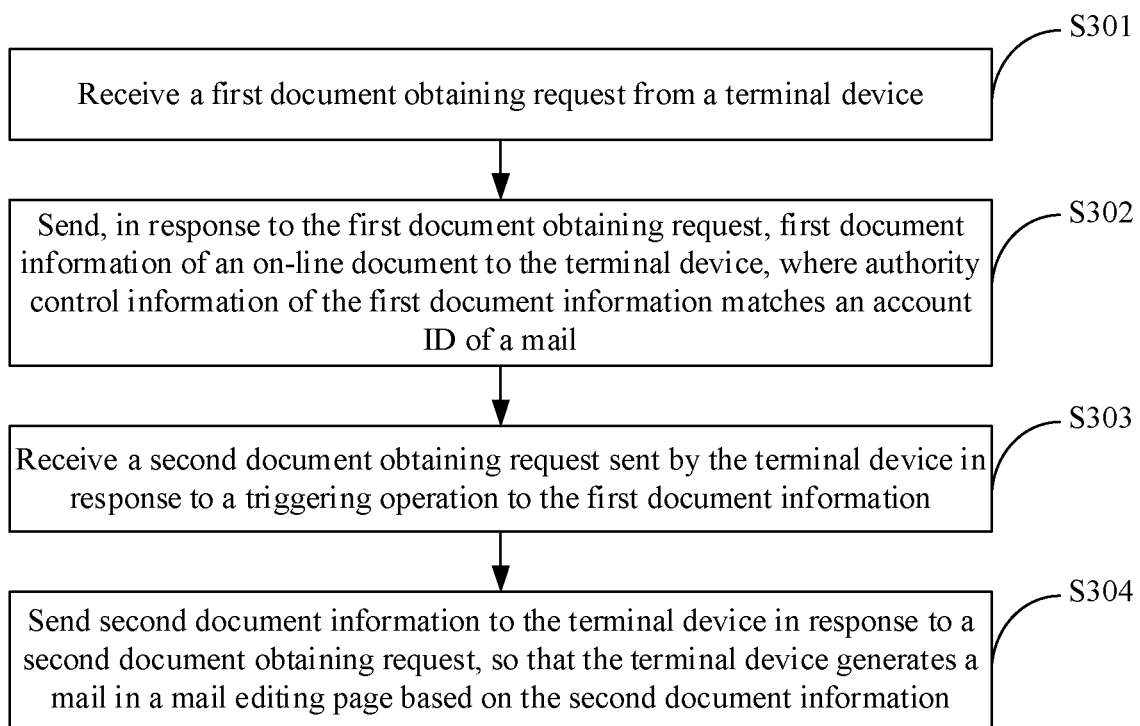 S301
Receive a first document obtaining request from a terminal device
S302
Send, in response to the first document obtaining request, first document
information of an on-line document to the terminal device, where authority
control information of the first document information matches an account
ID of a mail
S303
Receive a second document obtaining request sent by the terminal device in
response to a triggering operation to the first document information
S304
Send second document information to the terminal device in response to a
second document obtaining request, so that the terminal device generates a
mail in a mail editing page based on the second document information